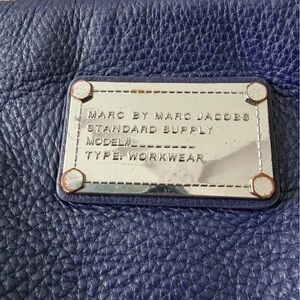 MARC BY MARC JACOBS
STANDARD SUPPLY
MODEL#_ _ _ _ _ _ _ _
TYPE: WORKWEAR